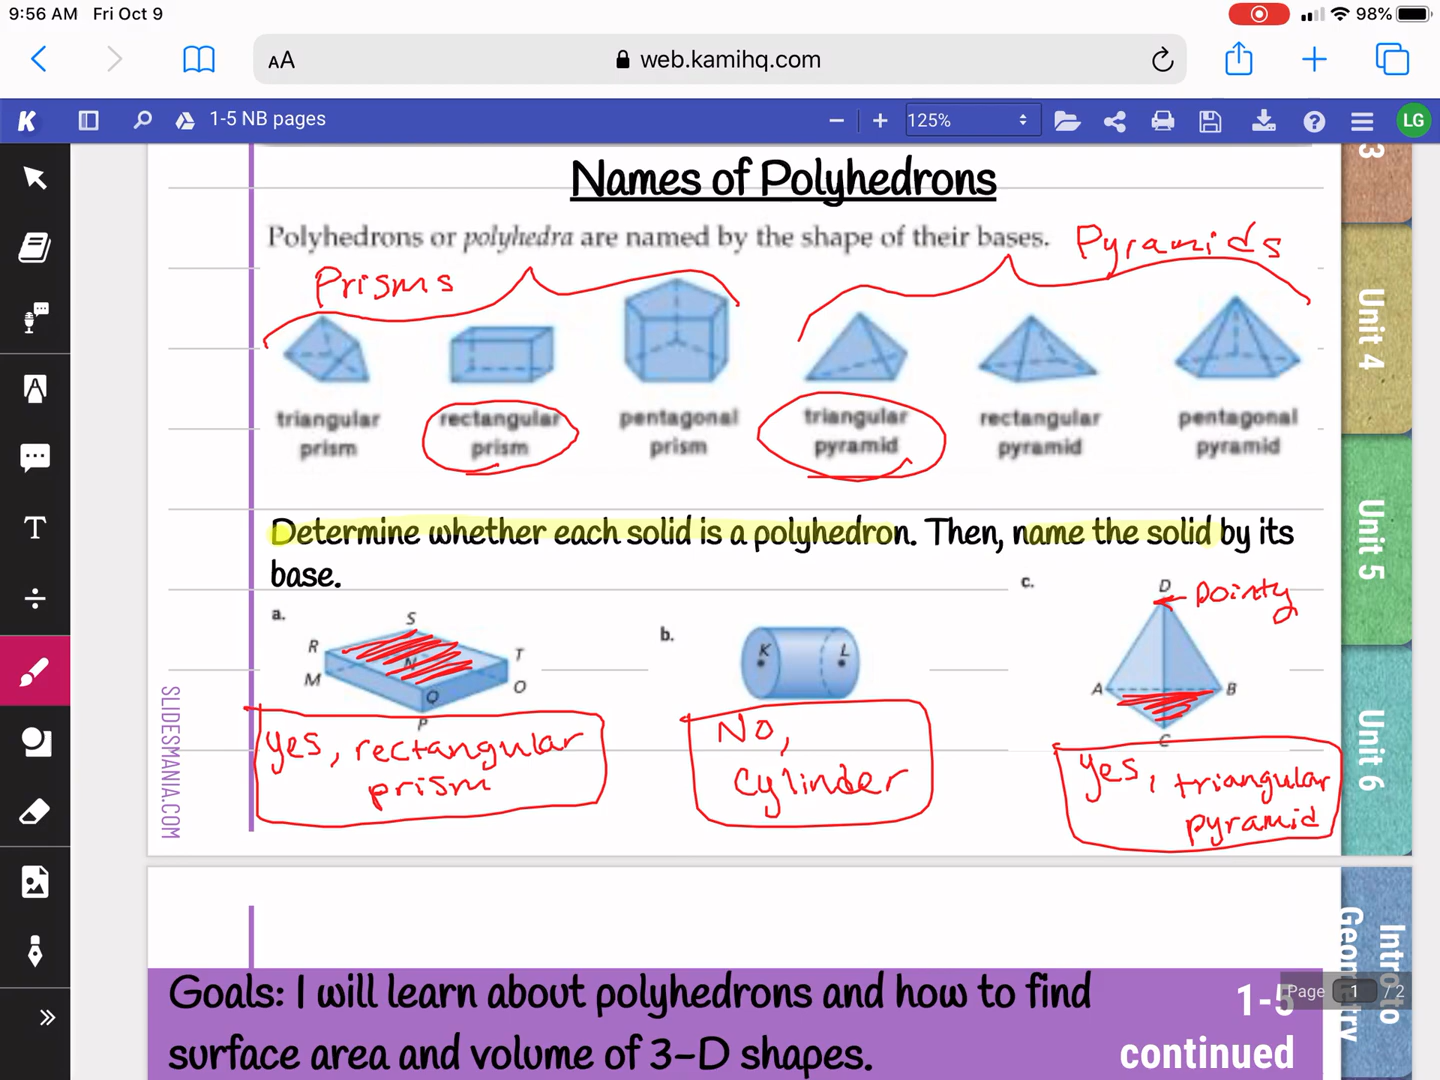 9:56 AM Fri Oct 9
98%
AA
web.kamihq.com
K
1-5 NB pages
125%
LG
Names of Polyhedrons
Polyhedrons or polyhedra are named by the shape of their bases.
Prisms
Pyramids
triangular prism
rectangular prism
pentagonal prism
triangular pyramid
rectangular pyramid
pentagonal pyramid
Determine whether each solid is a polyhedron. Then, name the solid by its
base.
a.
S
R
N
T
M
Q
O
P
yes, rectangular
prism
b.
K
L
No,
cylinder
c.
D
pointy
A
B
C
yes, triangular
pyramid
SLIDESMANIA.COM
3
Unit 4
Unit 5
Unit 6
Intro to
Geometry
Goals: I will learn about polyhedrons and how to find
surface area and volume of 3-D shapes.
1-5
continued
Page 1 / 2